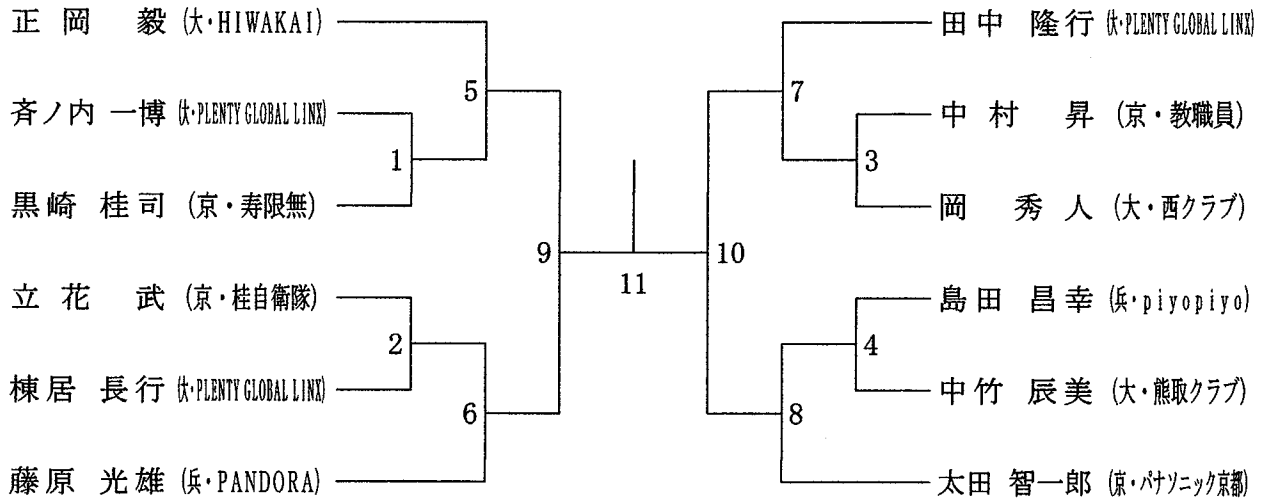 正岡 毅 (大・HIWAKAI)
斉ノ内 一博 (大・PLENTY GLOBAL LINX)
黒崎 桂司 (京・寿限無)
立花 武 (京・桂自衛隊)
棟居 長行 (大・PLENTY GLOBAL LINX)
藤原 光雄 (兵・PANDORA)
5
1
9
2
6
11
田中 隆行 (大・PLENTY GLOBAL LINX)
中村 昇 (京・教職員)
岡 秀人 (大・西クラブ)
島田 昌幸 (兵・piyopiyo)
中竹 辰美 (大・熊取クラブ)
太田 智一郎 (京・パナソニック京都)
7
3
10
4
8